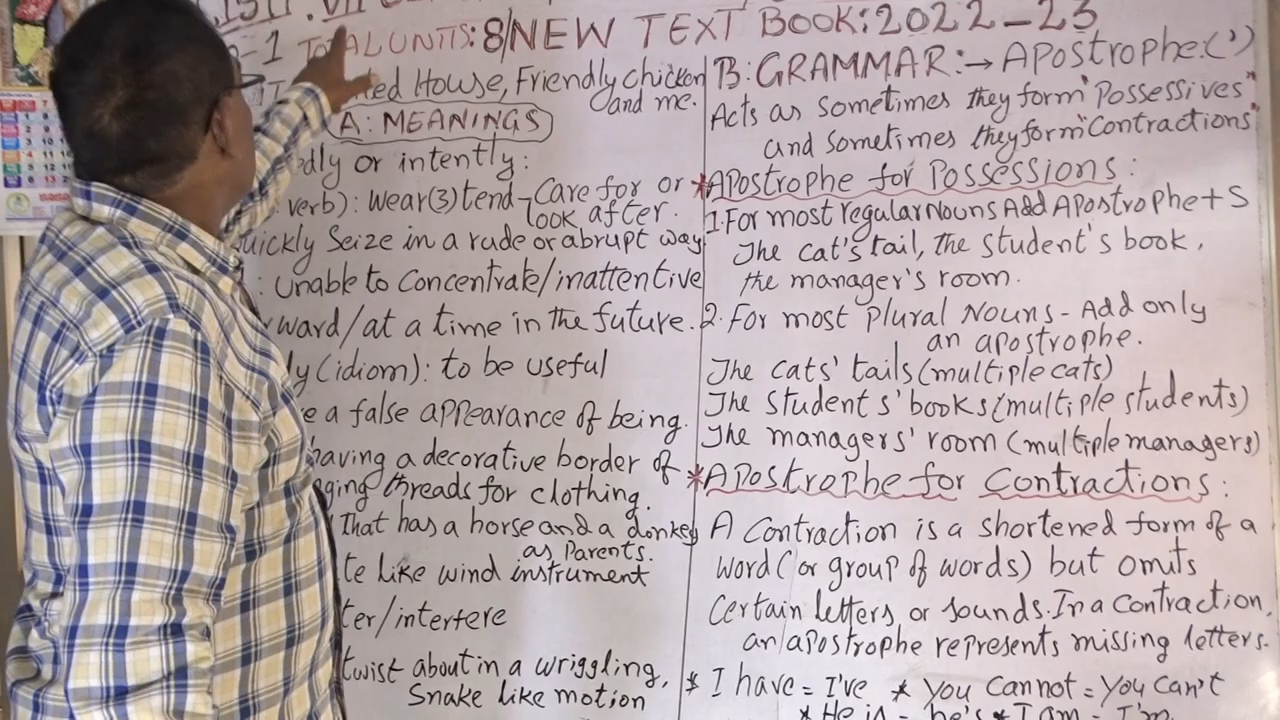 -1 TOTAL UNITS: 8/NEW TEXT BOOK: 2022-23
ted House, Friendly chicken
and me.
A: MEANINGS
dly or intently:
verb): Wear(3) tend - Care for or
look after.
uickly Seize in a rude or abrupt way
: Unable to Concentrate/inattentive
ward/at a time in the future.
ly (idiom): to be useful
e a false appearance of being.
having a decorative border of
ging threads for clothing.
That has a horse and a donkey
as Parents.
te like wind instrument
ter/interfere
twist about in a wriggling,
Snake like motion
B: GRAMMAR:→ APostrophe:(')
Acts as sometimes they form "Possessives"
and sometimes they form "Contractions"
*APostrophe for Possessions:
1. For most regular Nouns Add APostrophe + S
The Cat's tail, the student's book,
the manager's room.
2. For most Plural Nouns - Add only
an apostrophe.
The cats' tails (multiple cats)
The students' books (multiple students)
The managers' room (multiple managers)
*APostrophe for Contractions:
A Contraction is a shortened form of a
word (or group of words) but omits
Certain letters or sounds. In a Contraction,
an apostrophe represents missing letters.
* I have = I've * You Cannot = You Can't
* He is = he's * I am = I'm